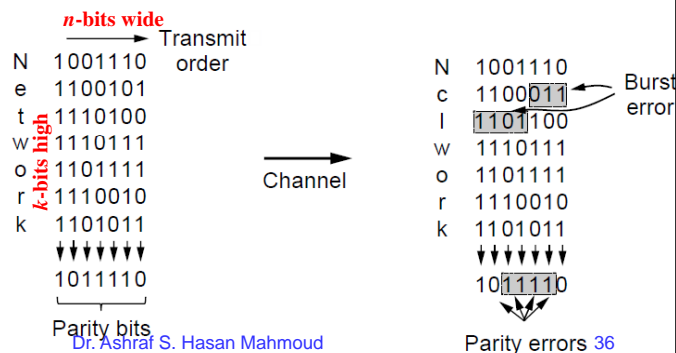 n-bits wide
Transmit
order
k-bits high
N 1001110
e 1100101
t 1110100
w 1110111
o 1101111
r 1110010
k 1101011
1011110
Parity bits
Dr. Ashraf S. Hasan Mahmoud
Channel
N 1001110
c 1100011
l 1101100
w 1110111
o 1101111
r 1110010
k 1101011
1011110
Burst
error
Parity errors 36